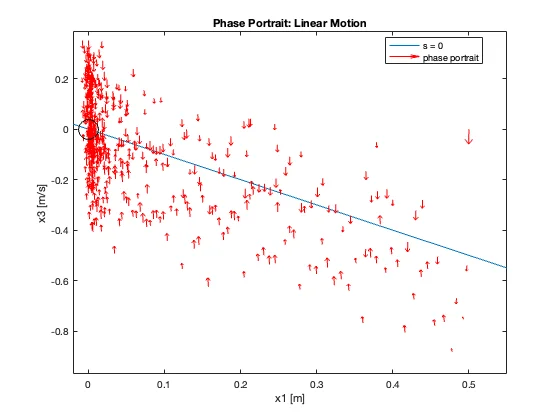 Phase Portrait: Linear Motion
s = 0
phase portrait
0.2
0
-0.2
-0.4
-0.6
-0.8
x3 [m/s]
0
0.1
0.2
0.3
0.4
0.5
x1 [m]